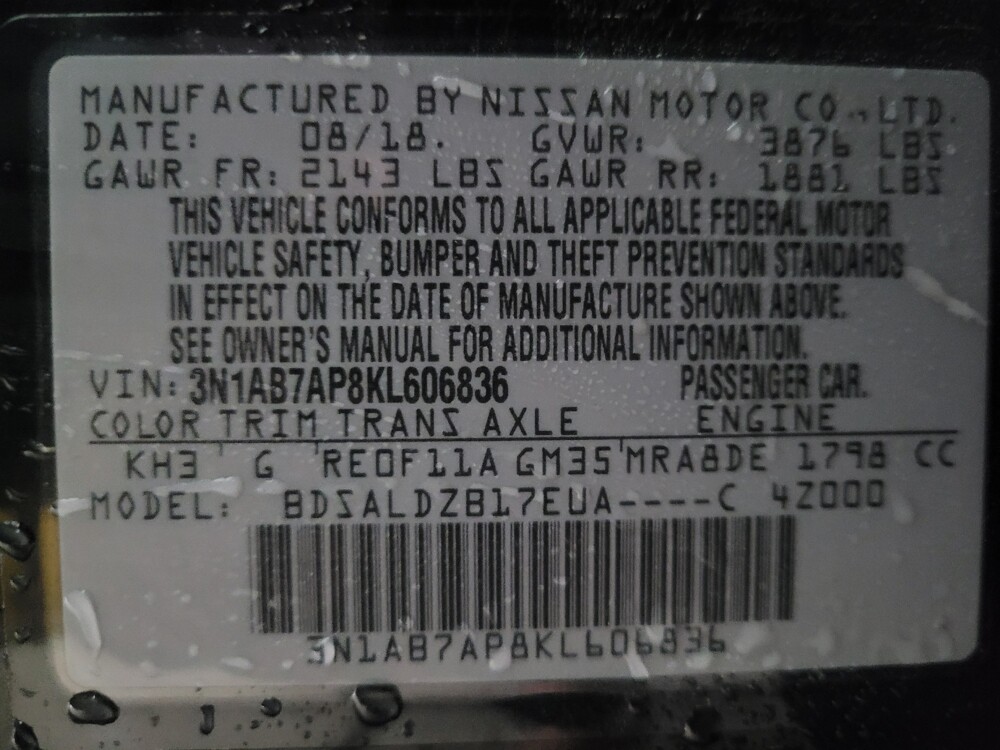 MANUFACTURED BY NISSAN MOTOR CO., LTD.
DATE: 08/18. GVWR: 3876 LBS
GAWR FR: 2143 LBS GAWR RR: 1881 LBS
THIS VEHICLE CONFORMS TO ALL APPLICABLE FEDERAL MOTOR
VEHICLE SAFETY, BUMPER AND THEFT PREVENTION STANDARDS
IN EFFECT ON THE DATE OF MANUFACTURE SHOWN ABOVE.
SEE OWNER'S MANUAL FOR ADDITIONAL INFORMATION.
VIN: 3N1AB7AP8KL606836 PASSENGER CAR.
COLOR TRIM TRANS AXLE ENGINE
KH3 ' G 'RE0F11A GM35'MRA8DE 1798 CC
MODEL: BDSALDZB17EUA----C 4Z000
3N1AB7AP8KL606836